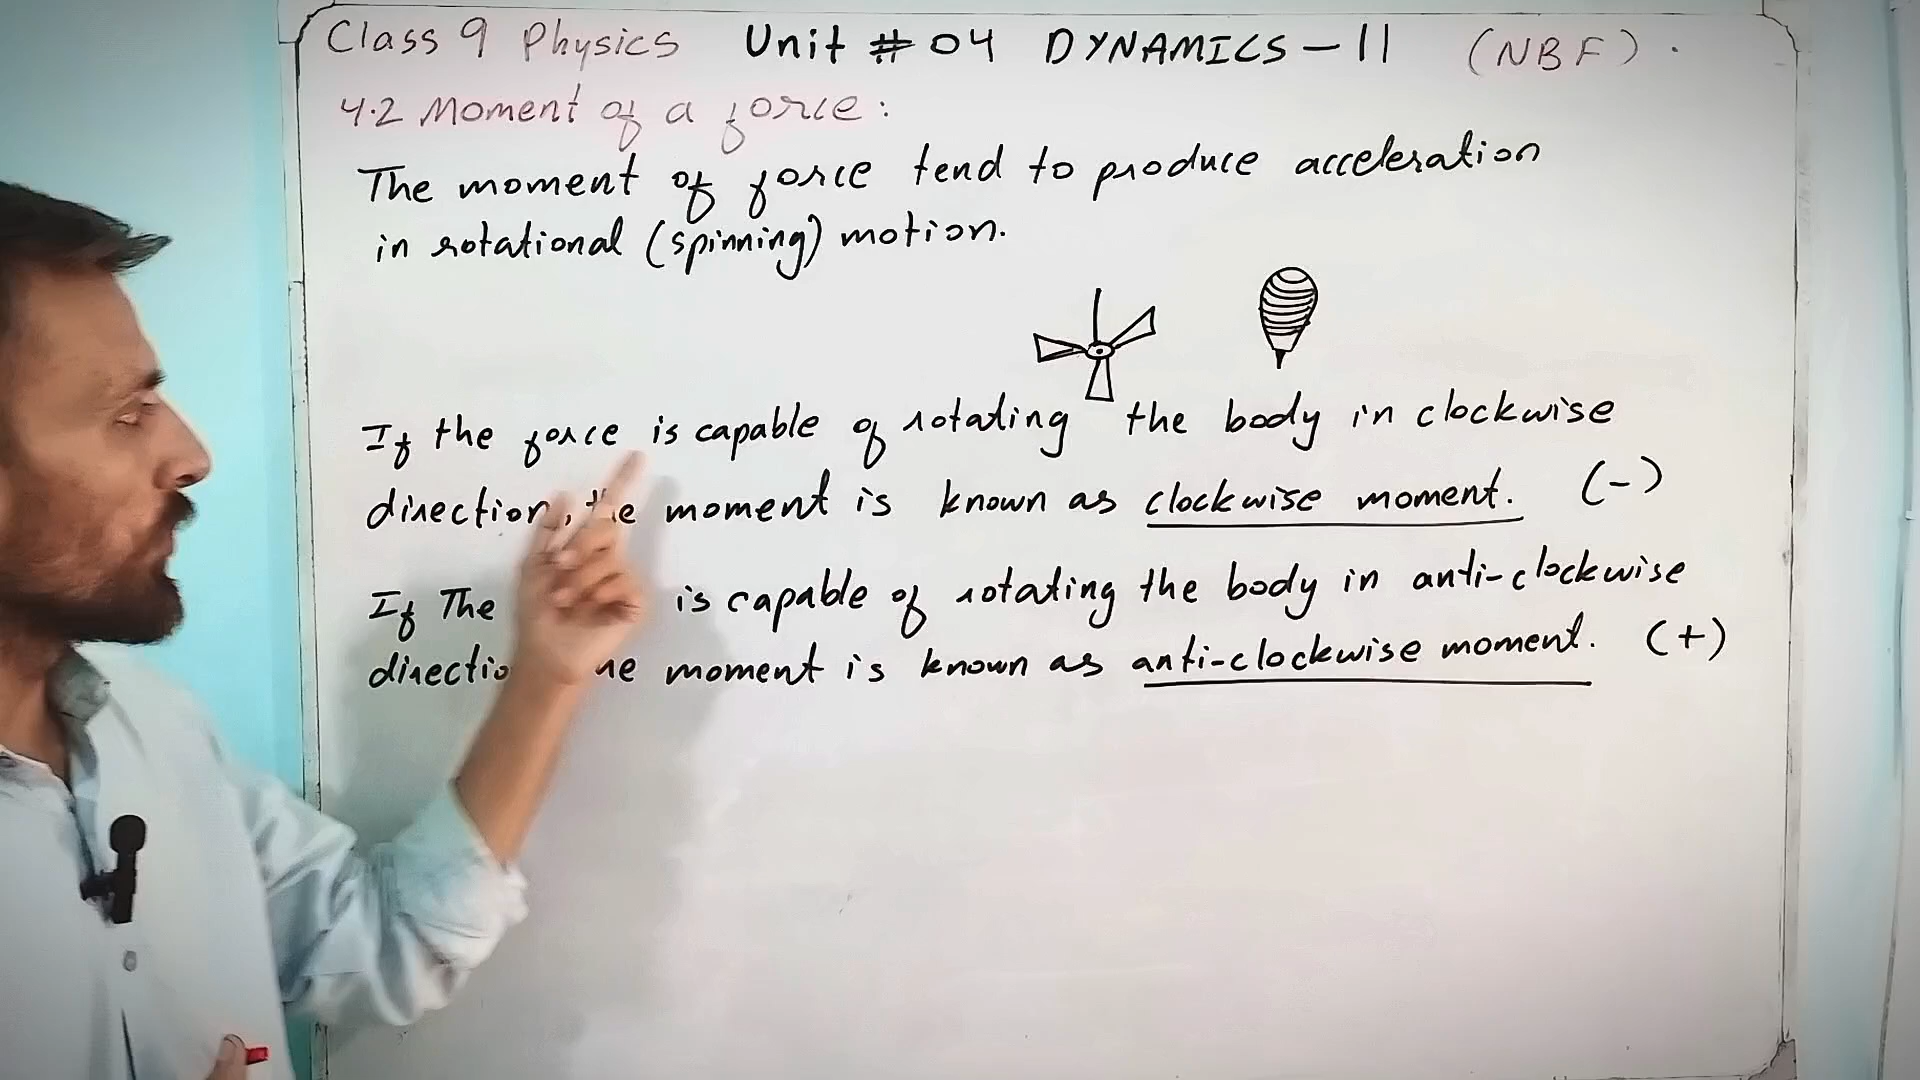 Class 9 Physics Unit # 04 DYNAMICS - II (NBF).
4.2 Moment of a force:
The moment of force tend to produce acceleration
in rotational (spinning) motion.
If the force is capable of rotating the body in clockwise
direction, the moment is known as clockwise moment. (-)
If The is capable of rotating the body in anti-clockwise
directio moment is known as anti-clockwise moment. (+)